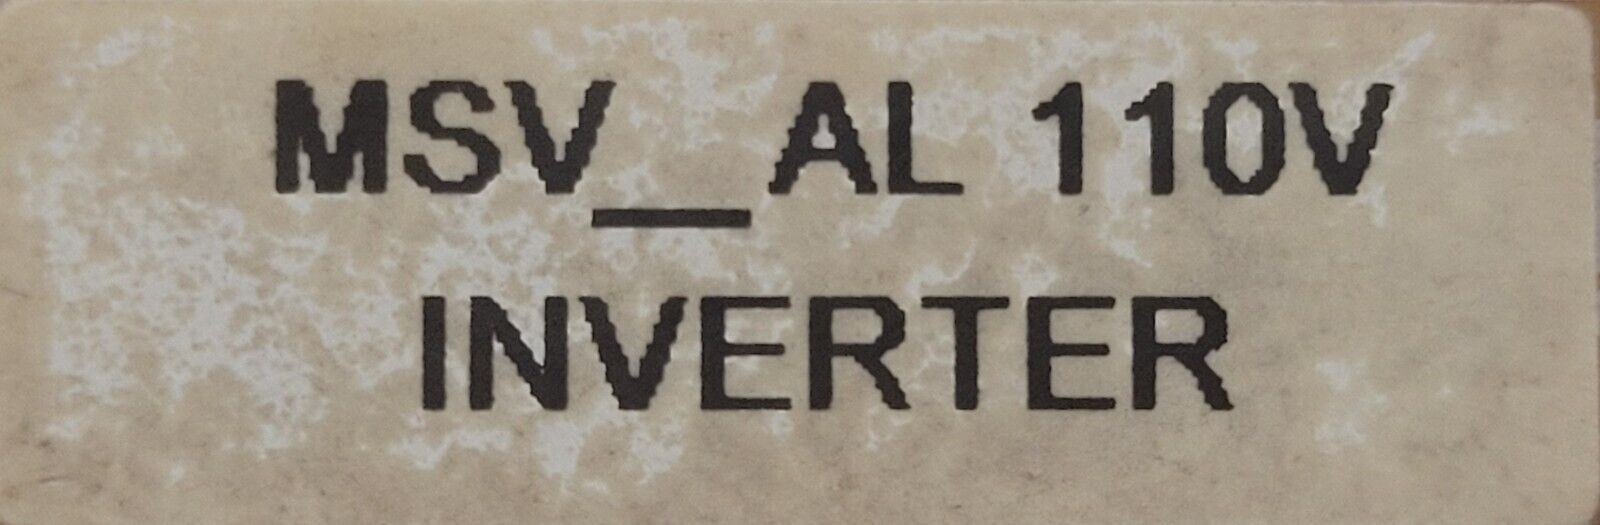 MSV_AL 110V
INVERTER